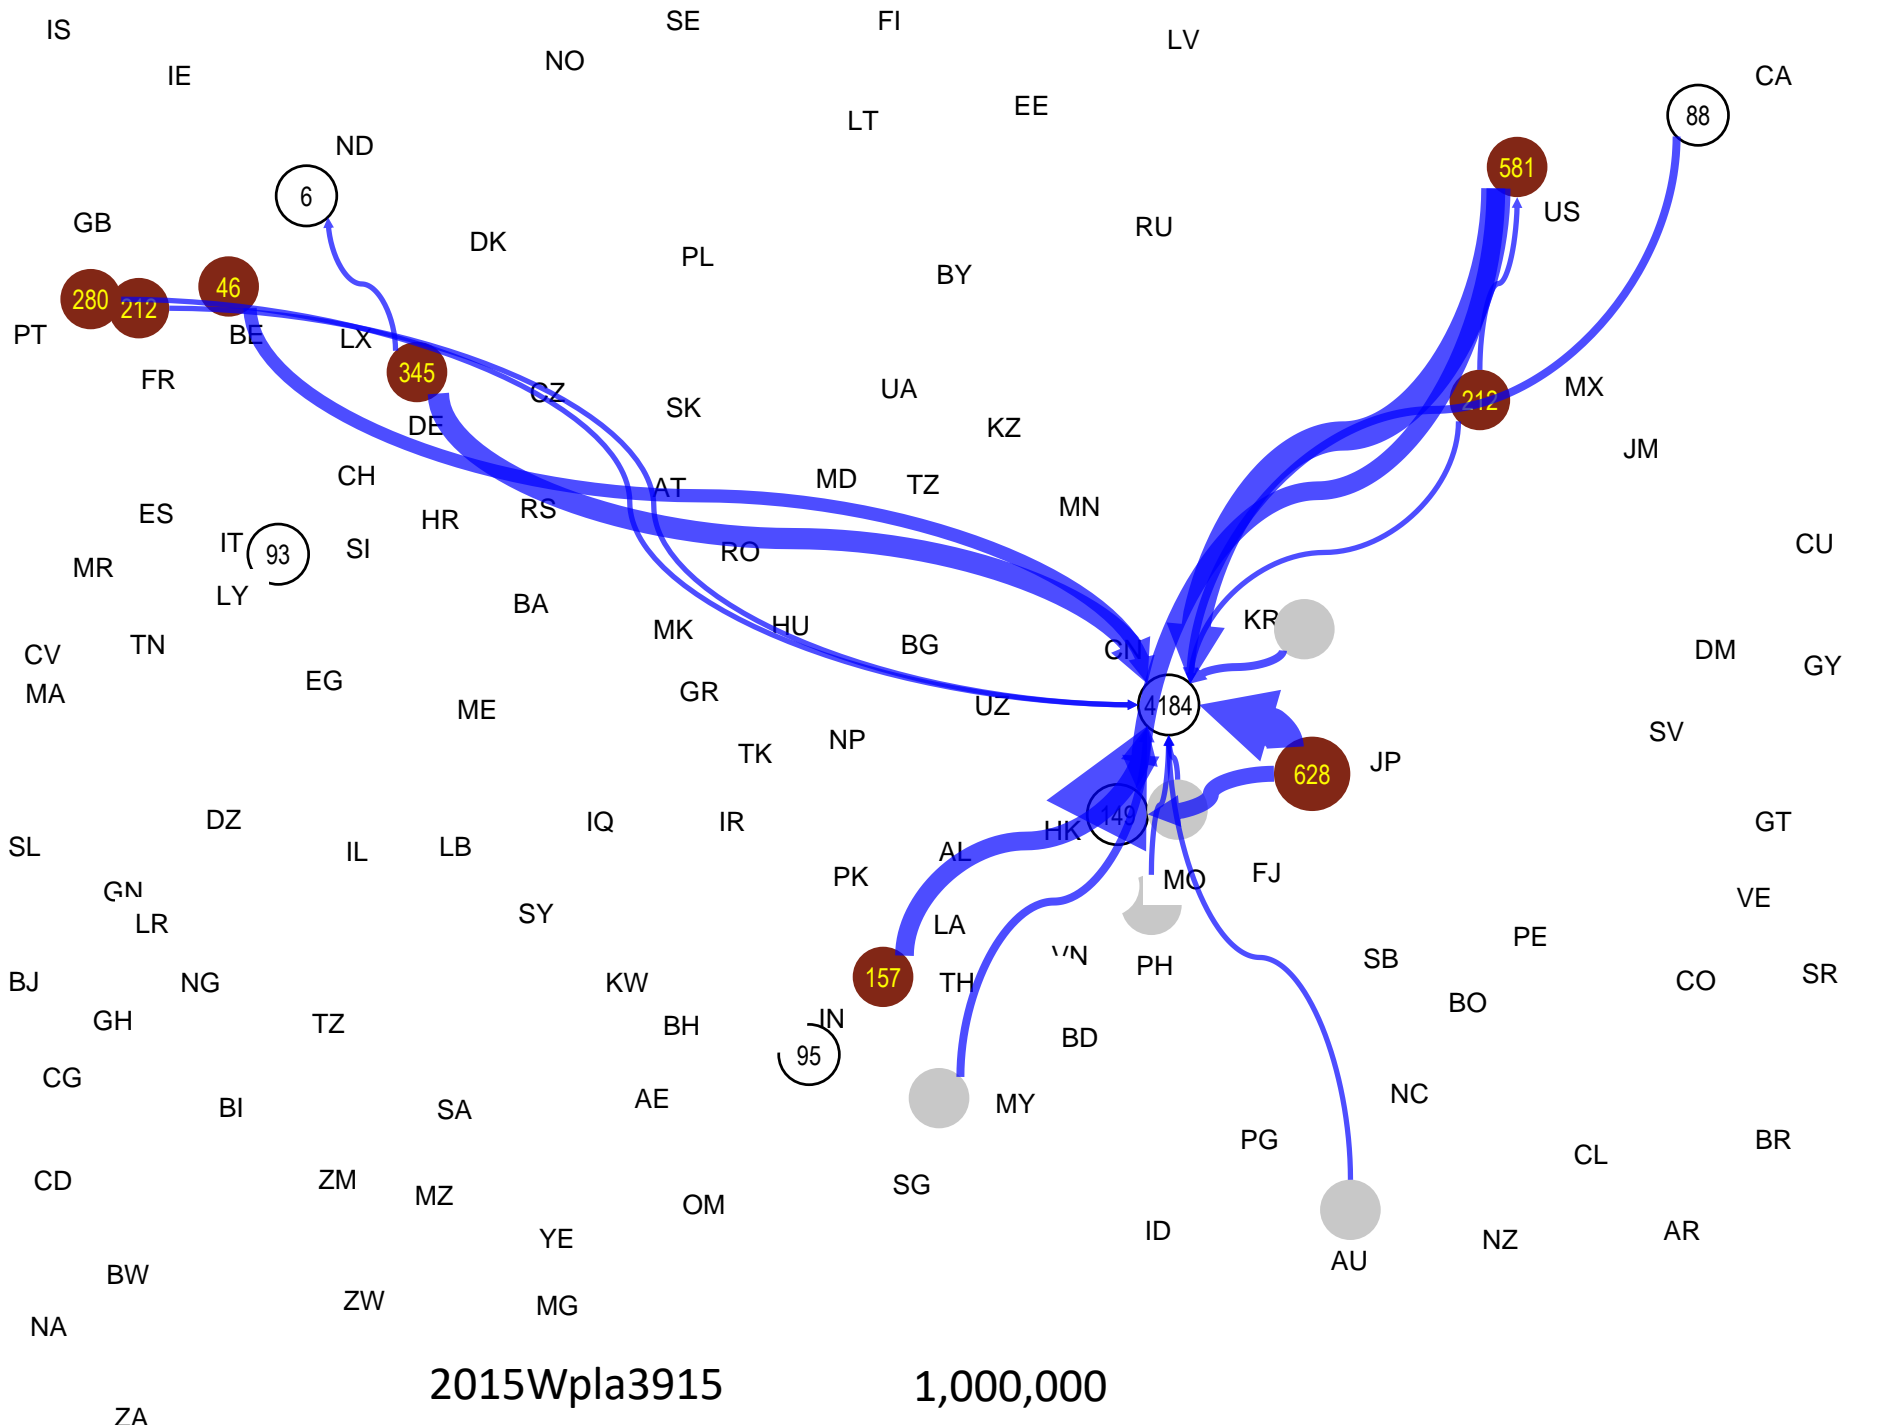 IS
SE
FI
LV
NO
IE
CA
EE
88
LT
ND
581
6
US
GB
RU
DK
PL
BY
46
280
212
PT
BE
LX
345
FR
CZ
UA
MX
212
SK
DE
KZ
JM
CH
MD
TZ
AT
MN
ES
RS
HR
IT
93
SI
RO
CU
MR
LY
BA
KR
MK
HU
TN
BG
CN
DM
CV
GY
EG
MA
GR
4184
UZ
ME
SV
NP
TK
JP
628
149
DZ
IQ
IR
HK
GT
SL
LB
IL
AL
PK
MO
FJ
GN
VE
SY
LR
LA
PE
VN
PH
SB
157
BJ
NG
KW
TH
CO
SR
BO
GH
TZ
BH
IN
BD
95
CG
AE
MY
NC
BI
SA
PG
BR
CL
CD
ZM
SG
MZ
OM
ID
AR
YE
NZ
AU
BW
ZW
MG
NA
2015Wpla3915
1,000,000
ZA